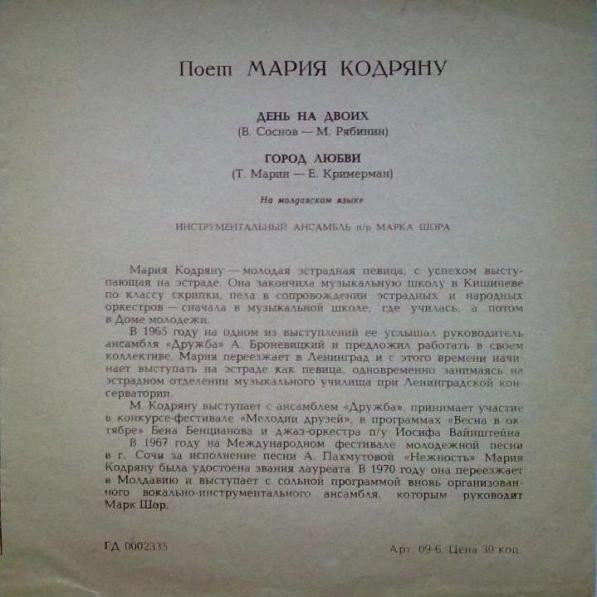 Поет МАРИЯ КОДРЯНУ
ДЕНЬ НА ДВОИХ
(В. Соснов — М. Рябинин)
ГОРОД ЛЮБВИ
(Т. Марин — Е. Кримерман)
На молдавском языке
ИНСТРУМЕНТАЛЬНЫЙ АНСАМБЛЬ п/р МАРКА ШОРА
Мария Кодряну — молодая эстрадная певица, с успехом высту-
пающая на эстраде. Она закончила музыкальную школу в Кишиневе
по классу скрипки, пела в сопровождении эстрадных и народных
оркестров — сначала в музыкальной школе, где училась, а потом
в Доме молодежи.
В 1965 году на одном из выступлений ее услышал руководитель
ансамбля «Дружба» А. Броневицкий и предложил работать в своем
коллективе. Мария переезжает в Ленинград и с этого времени начи-
нает выступать на эстраде как певица, одновременно занимаясь на
эстрадном отделении музыкального училища при Ленинградской кон-
серватории.
М. Кодряну выступает с ансамблем «Дружба», принимает участие
в конкурсе-фестивале «Мелодии друзей», в программах «Весна в ок-
тябре» Бена Бенцианова и джаз-оркестра п/у Иосифа Вайнштейна.
В 1967 году на Международном фестивале молодежной песни
в г. Сочи за исполнение песни А. Пахмутовой «Нежность» Мария
Кодряну была удостоена звания лауреата. В 1970 году она переезжает
в Молдавию и выступает с сольной программой вновь организован-
ного вокально-инструментального ансамбля, которым руководит
Марк Шор.
ГД 0002335
Арт. 09-6. Цена 30 коп.